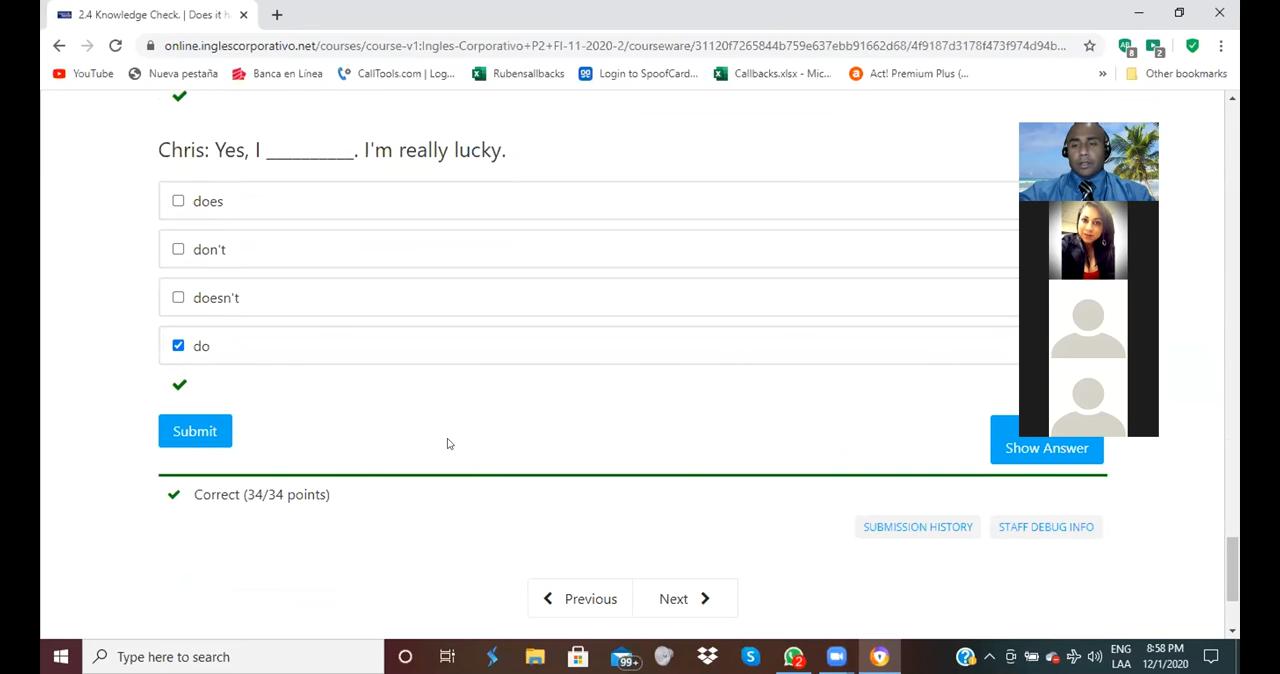 2.4 Knowledge Check. | Does it h
online.inglescorporativo.net/courses/course-v1:Ingles-Corporativo+P2+FI-11-2020-2/courseware/31120f7265844b759e637ebb91662d68/4f9187d3178f473f974d94b...
YouTube Nueva pestaña Banca en Línea CallTools.com | Log... Rubensallbacks Login to SpoofCard... Callbacks.xlsx - Mic... Act! Premium Plus (... » Other bookmarks
Chris: Yes, I __________. I'm really lucky.
does
don't
doesn't
do
Submit
Show Answer
Correct (34/34 points)
SUBMISSION HISTORY STAFF DEBUG INFO
Previous Next
Type here to search 99+ 2 ENG 8:58 PM
LAA 12/1/2020